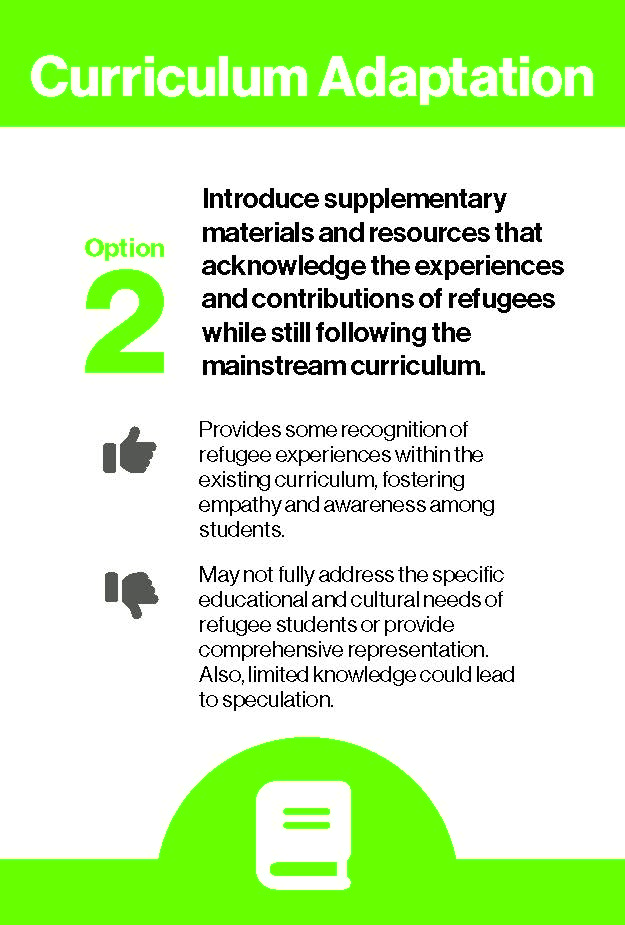 Curriculum Adaptation
Option
2
Introduce supplementary
materials and resources that
acknowledge the experiences
and contributions of refugees
while still following the
mainstream curriculum.
Provides some recognition of
refugee experiences within the
existing curriculum, fostering
empathy and awareness among
students.
May not fully address the specific
educational and cultural needs of
refugee students or provide
comprehensive representation.
Also, limited knowledge could lead
to speculation.